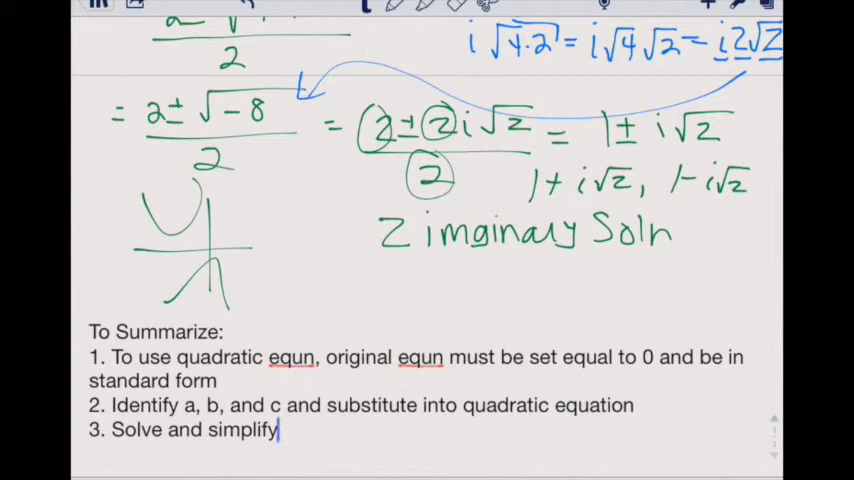 2
i √4·2 = i√4 √2 = i2√2
= 2 ± √-8 / 2 = 2 ± 2i√2 / 2 = 1 ± i√2
1 + i√2, 1 - i√2
2 imginary Soln
To Summarize:
1. To use quadratic equn, original equn must be set equal to 0 and be in
standard form
2. Identify a, b, and c and substitute into quadratic equation
3. Solve and simplify